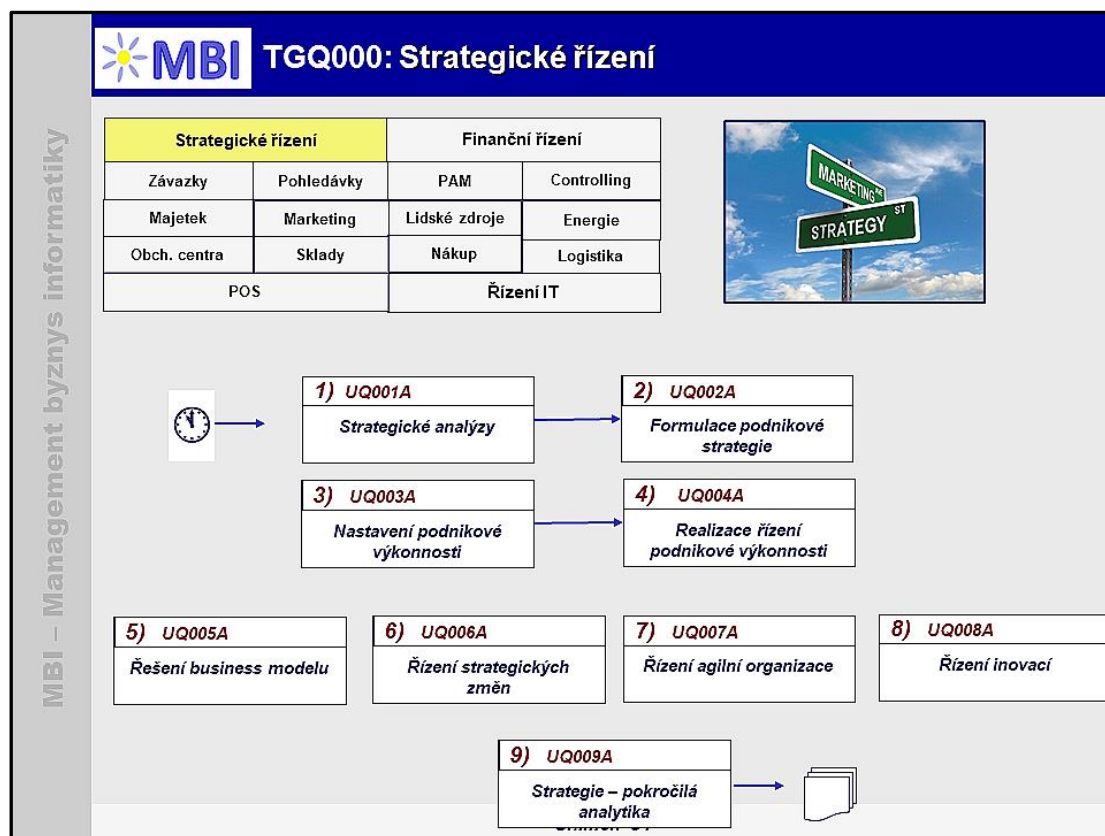 MBI
TGQ000: Strategické řízení
MBI – Management byznys informatiky
Strategické řízení
Finanční řízení
Závazky
Pohledávky
PAM
Controlling
Majetek
Marketing
Lidské zdroje
Energie
Obch. centra
Sklady
Nákup
Logistika
POS
Řízení IT
MARKETING AVE
STRATEGY ST
1) UQ001A
Strategické analýzy
2) UQ002A
Formulace podnikové
strategie
3) UQ003A
Nastavení podnikové
výkonnosti
4) UQ004A
Realizace řízení
podnikové výkonnosti
5) UQ005A
Řešení business modelu
6) UQ006A
Řízení strategických
změn
7) UQ007A
Řízení agilní organizace
8) UQ008A
Řízení inovací
9) UQ009A
Strategie – pokročilá
analytika